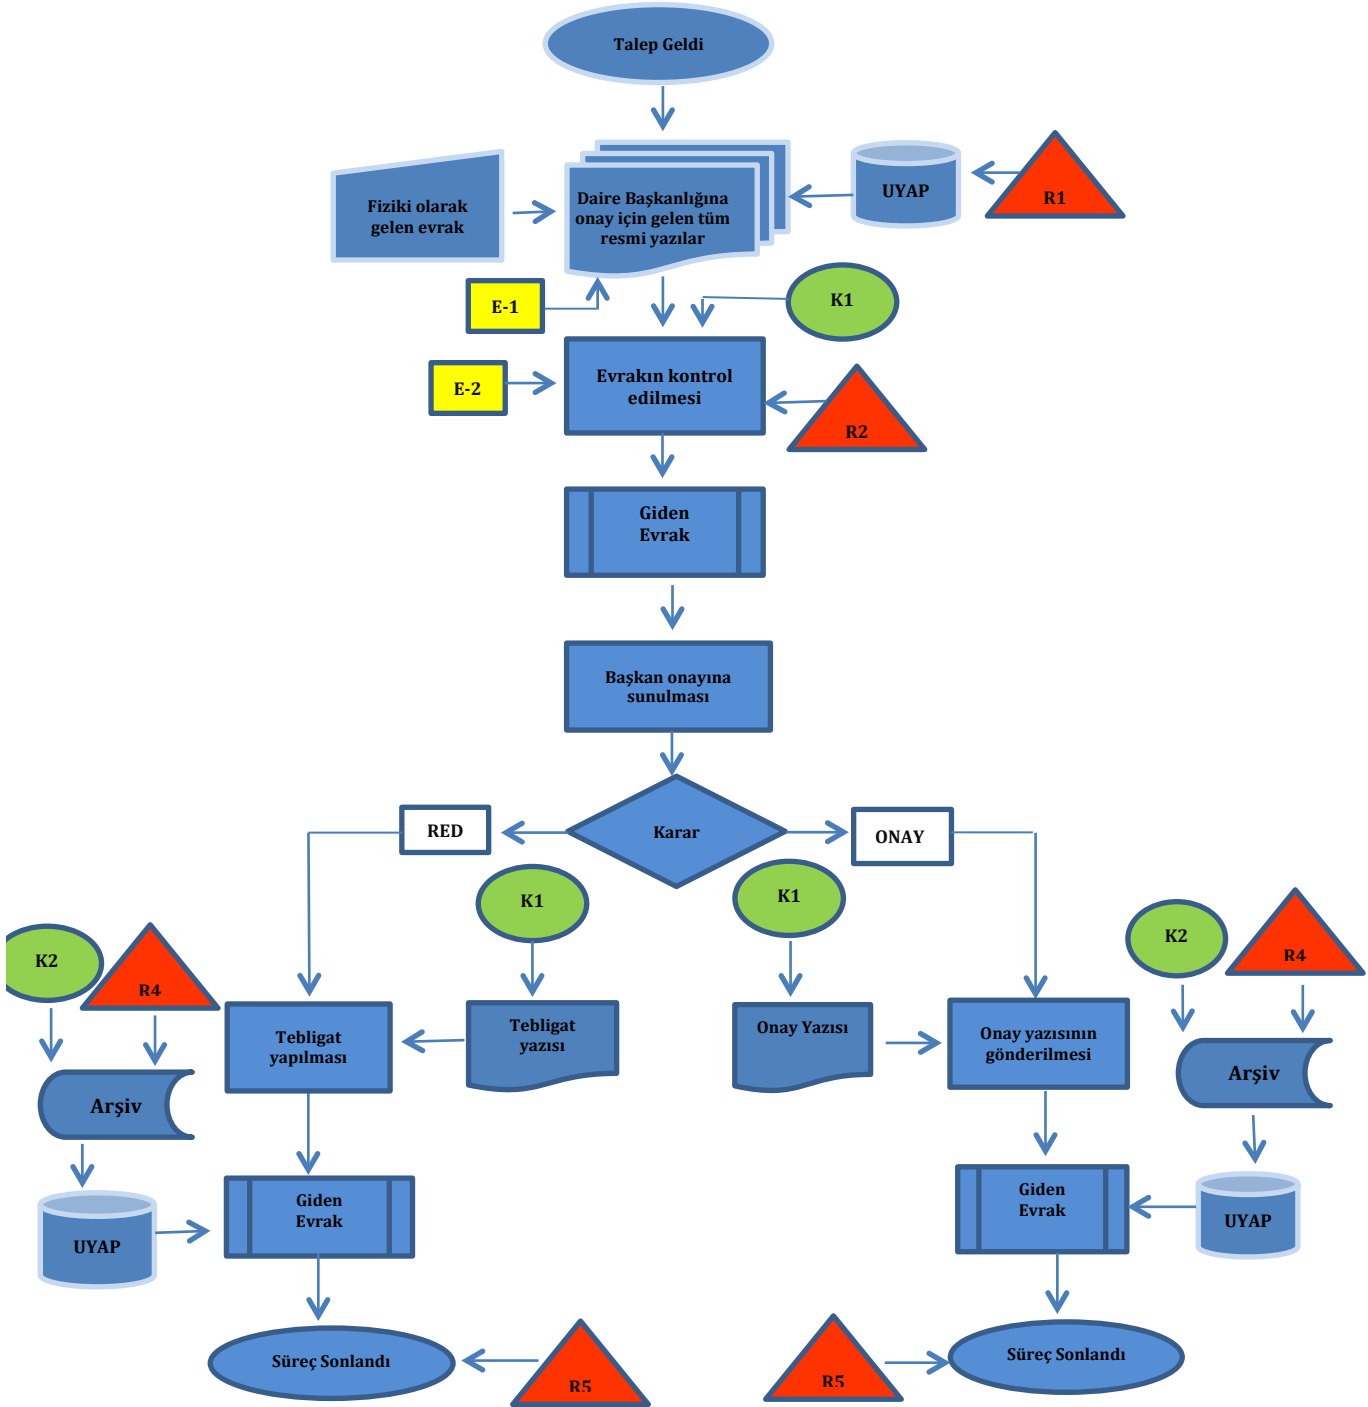 Talep Geldi
Fiziki olarak
gelen evrak
Daire Başkanlığına
onay için gelen tüm
resmi yazılar
UYAP
R1
E-1
K1
E-2
Evrakın kontrol
edilmesi
R2
Giden
Evrak
Başkan onayına
sunulması
Karar
RED
ONAY
K1
K1
K2
R4
K2
R4
Tebligat
yapılması
Tebligat
yazısı
Onay Yazısı
Onay yazısının
gönderilmesi
Arşiv
Arşiv
Giden
Evrak
UYAP
Giden
Evrak
UYAP
Süreç Sonlandı
R5
R5
Süreç Sonlandı